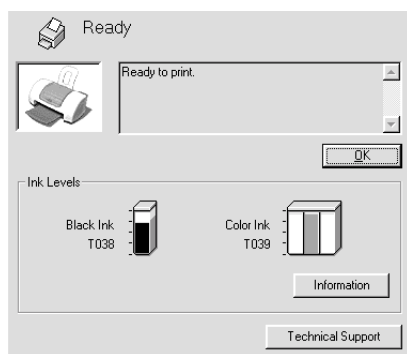 Ready
Ready to print.
OK
Ink Levels
Black Ink
T038
Color Ink
T039
Information
Technical Support